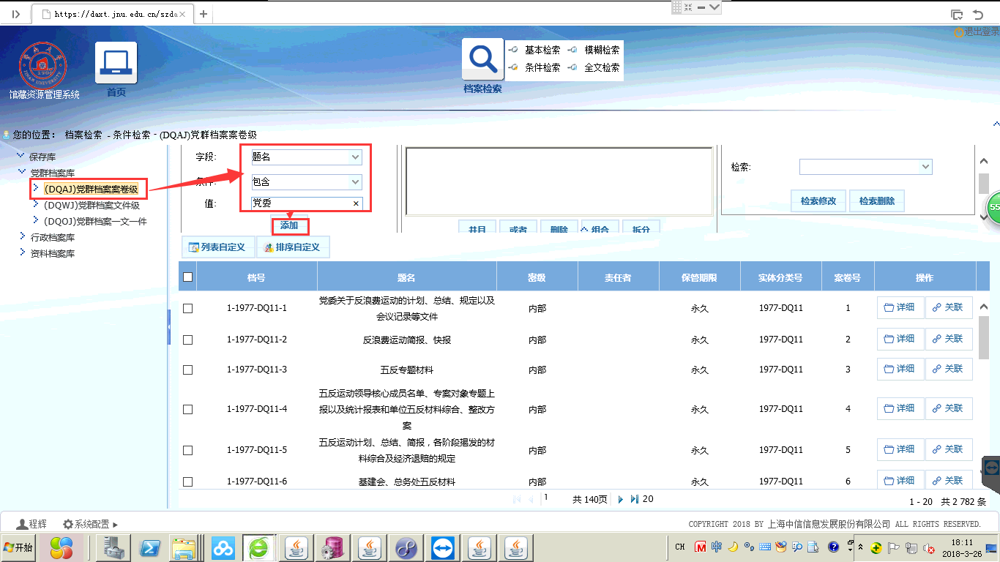 https://daxt.jnu.edu.cn/szda
退出登录
馆藏资源管理系统
首页
基本检索
模糊检索
条件检索
全文检索
档案检索
您的位置： 档案检索 - 条件检索 - (DQAJ)党群档案案卷级
保存库
党群档案库
(DQAJ)党群档案案卷级
(DQWJ)党群档案文件级
(DQOJ)党群档案一文一件
行政档案库
资料档案库
字段: 题名
条件: 包含
值: 党委
添加
并且 或者 删除 组合 拆分
检索:
检索修改 检索删除
列表自定义 排序自定义
档号 题名 密级 责任者 保管期限 实体分类号 案卷号 操作
1-1977-DQ11-1 党委关于反浪费运动的计划、总结、规定以及 内部 永久 1977-DQ11 1 详细 关联
会议记录等文件
1-1977-DQ11-2 反浪费运动简报、快报 内部 永久 1977-DQ11 2 详细 关联
1-1977-DQ11-3 五反专题材料 内部 永久 1977-DQ11 3 详细 关联
五反运动领导核心成员名单、专案对象专题上
1-1977-DQ11-4 报以及统计报表和单位五反材料综合、整改方 内部 永久 1977-DQ11 4 详细 关联
案
五反运动计划、总结、简报，各阶段揭发的材
1-1977-DQ11-5 料综合及经济退赔的规定 内部 永久 1977-DQ11 5 详细 关联
1-1977-DQ11-6 基建会、总务处五反材料 内部 永久 1977-DQ11 6 详细 关联
1 共 140页 20
1 - 20 共 2 782 条
程辉 系统配置
COPYRIGHT 2018 BY 上海中信信息发展股份有限公司 ALL RIGHTS RESERVED.
55
开始
CH
中
18:11
2018-3-26